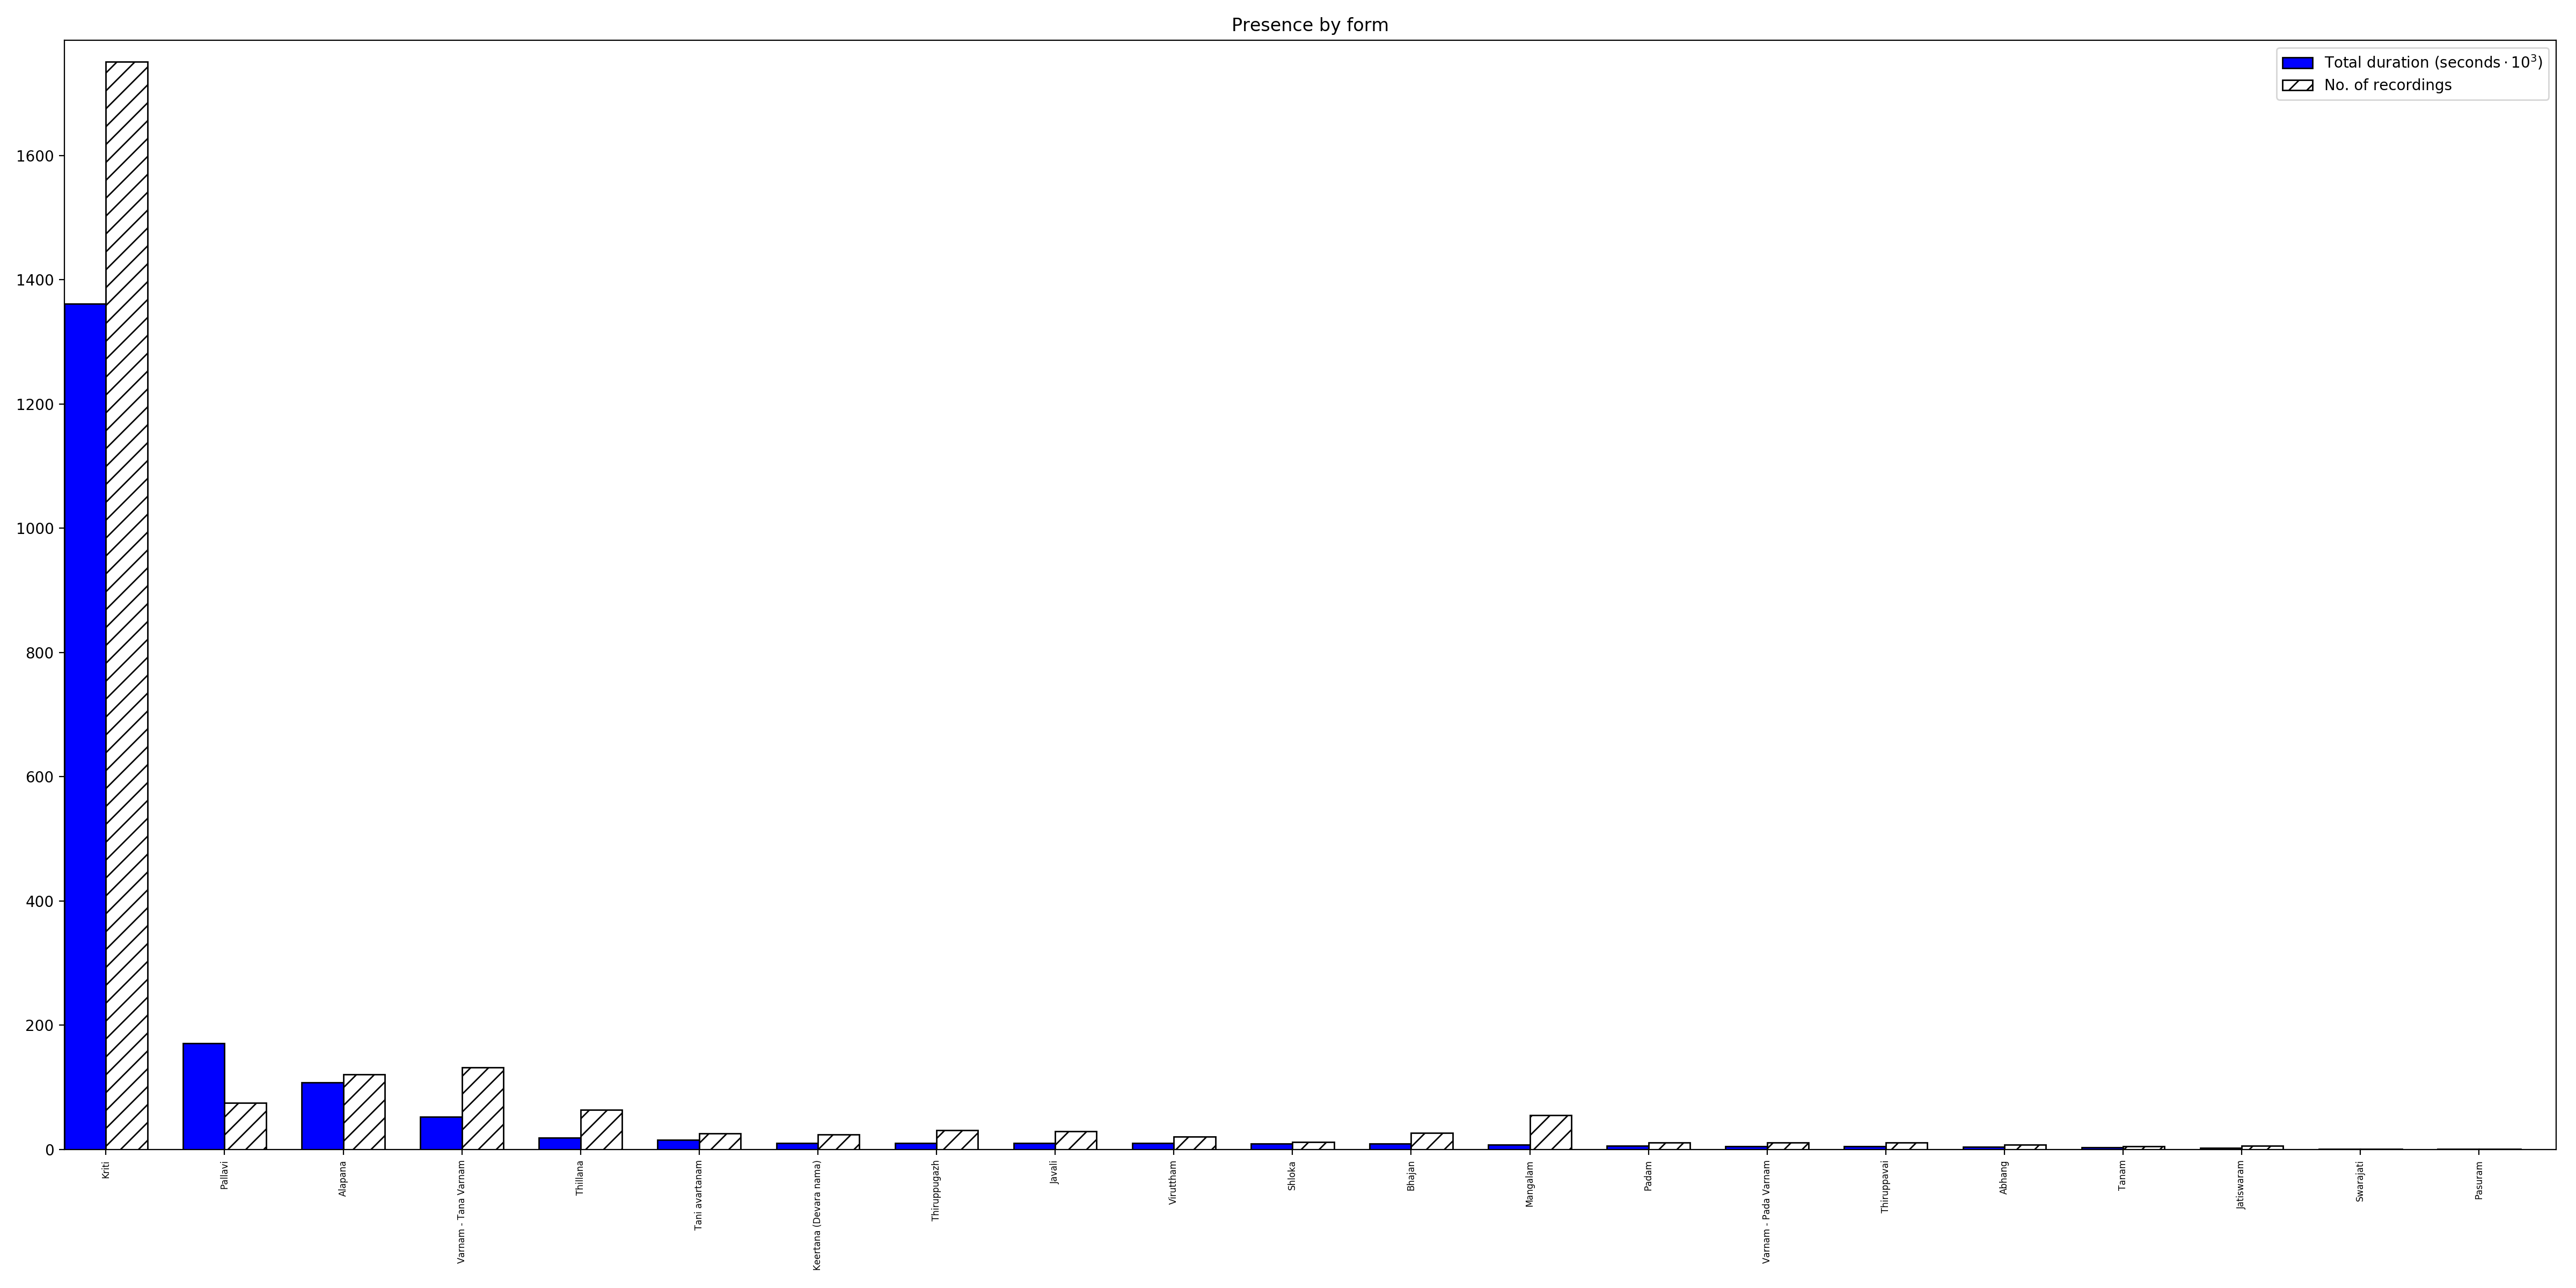 Presence by form
Total duration (seconds · 10³)
No. of recordings
1600
1400
1200
1000
800
600
400
200
0
Kriti
Pallavi
Alapana
Varnam - Tana Varnam
Thillana
Tani avartanam
Keertana (Devara nama)
Thiruppugazh
Javali
Viruttham
Shloka
Bhajan
Mangalam
Padam
Varnam - Pada Varnam
Thiruppavai
Abhang
Tanam
Jatiswaram
Swarajati
Pasuram